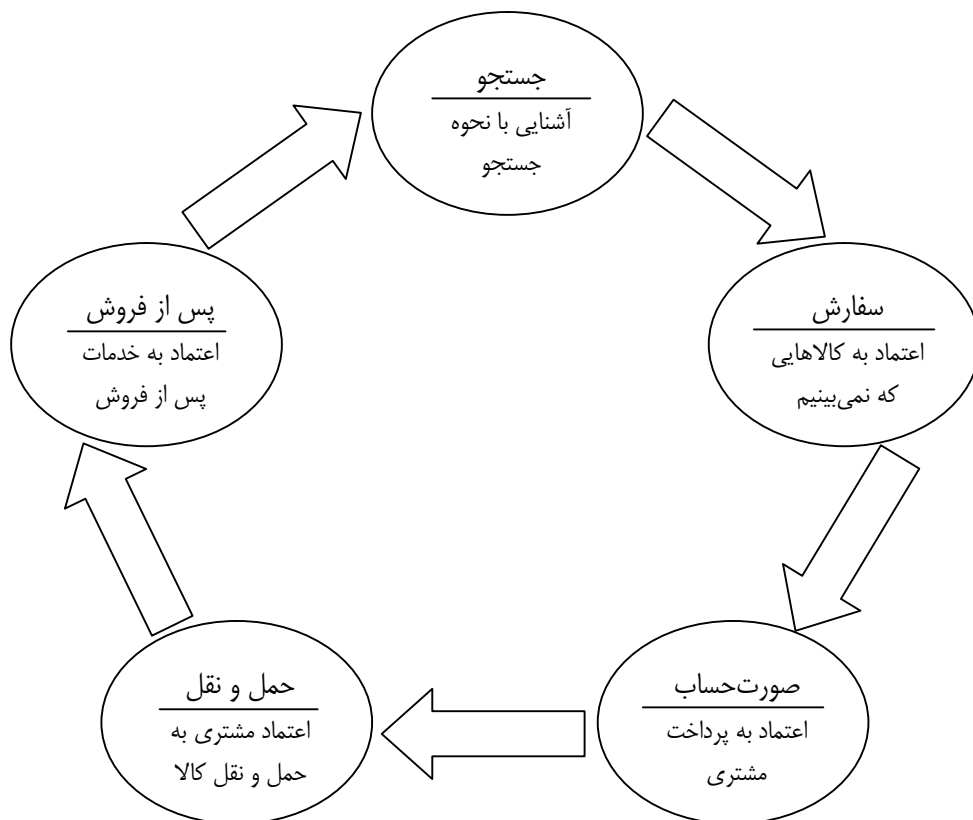 جستجو
آشنایی با نحوه
جستجو
سفارش
اعتماد به کالاهایی
که نمی‌بینیم
صورت‌حساب
اعتماد به پرداخت
مشتری
حمل و نقل
اعتماد مشتری به
حمل و نقل کالا
پس از فروش
اعتماد به خدمات
پس از فروش